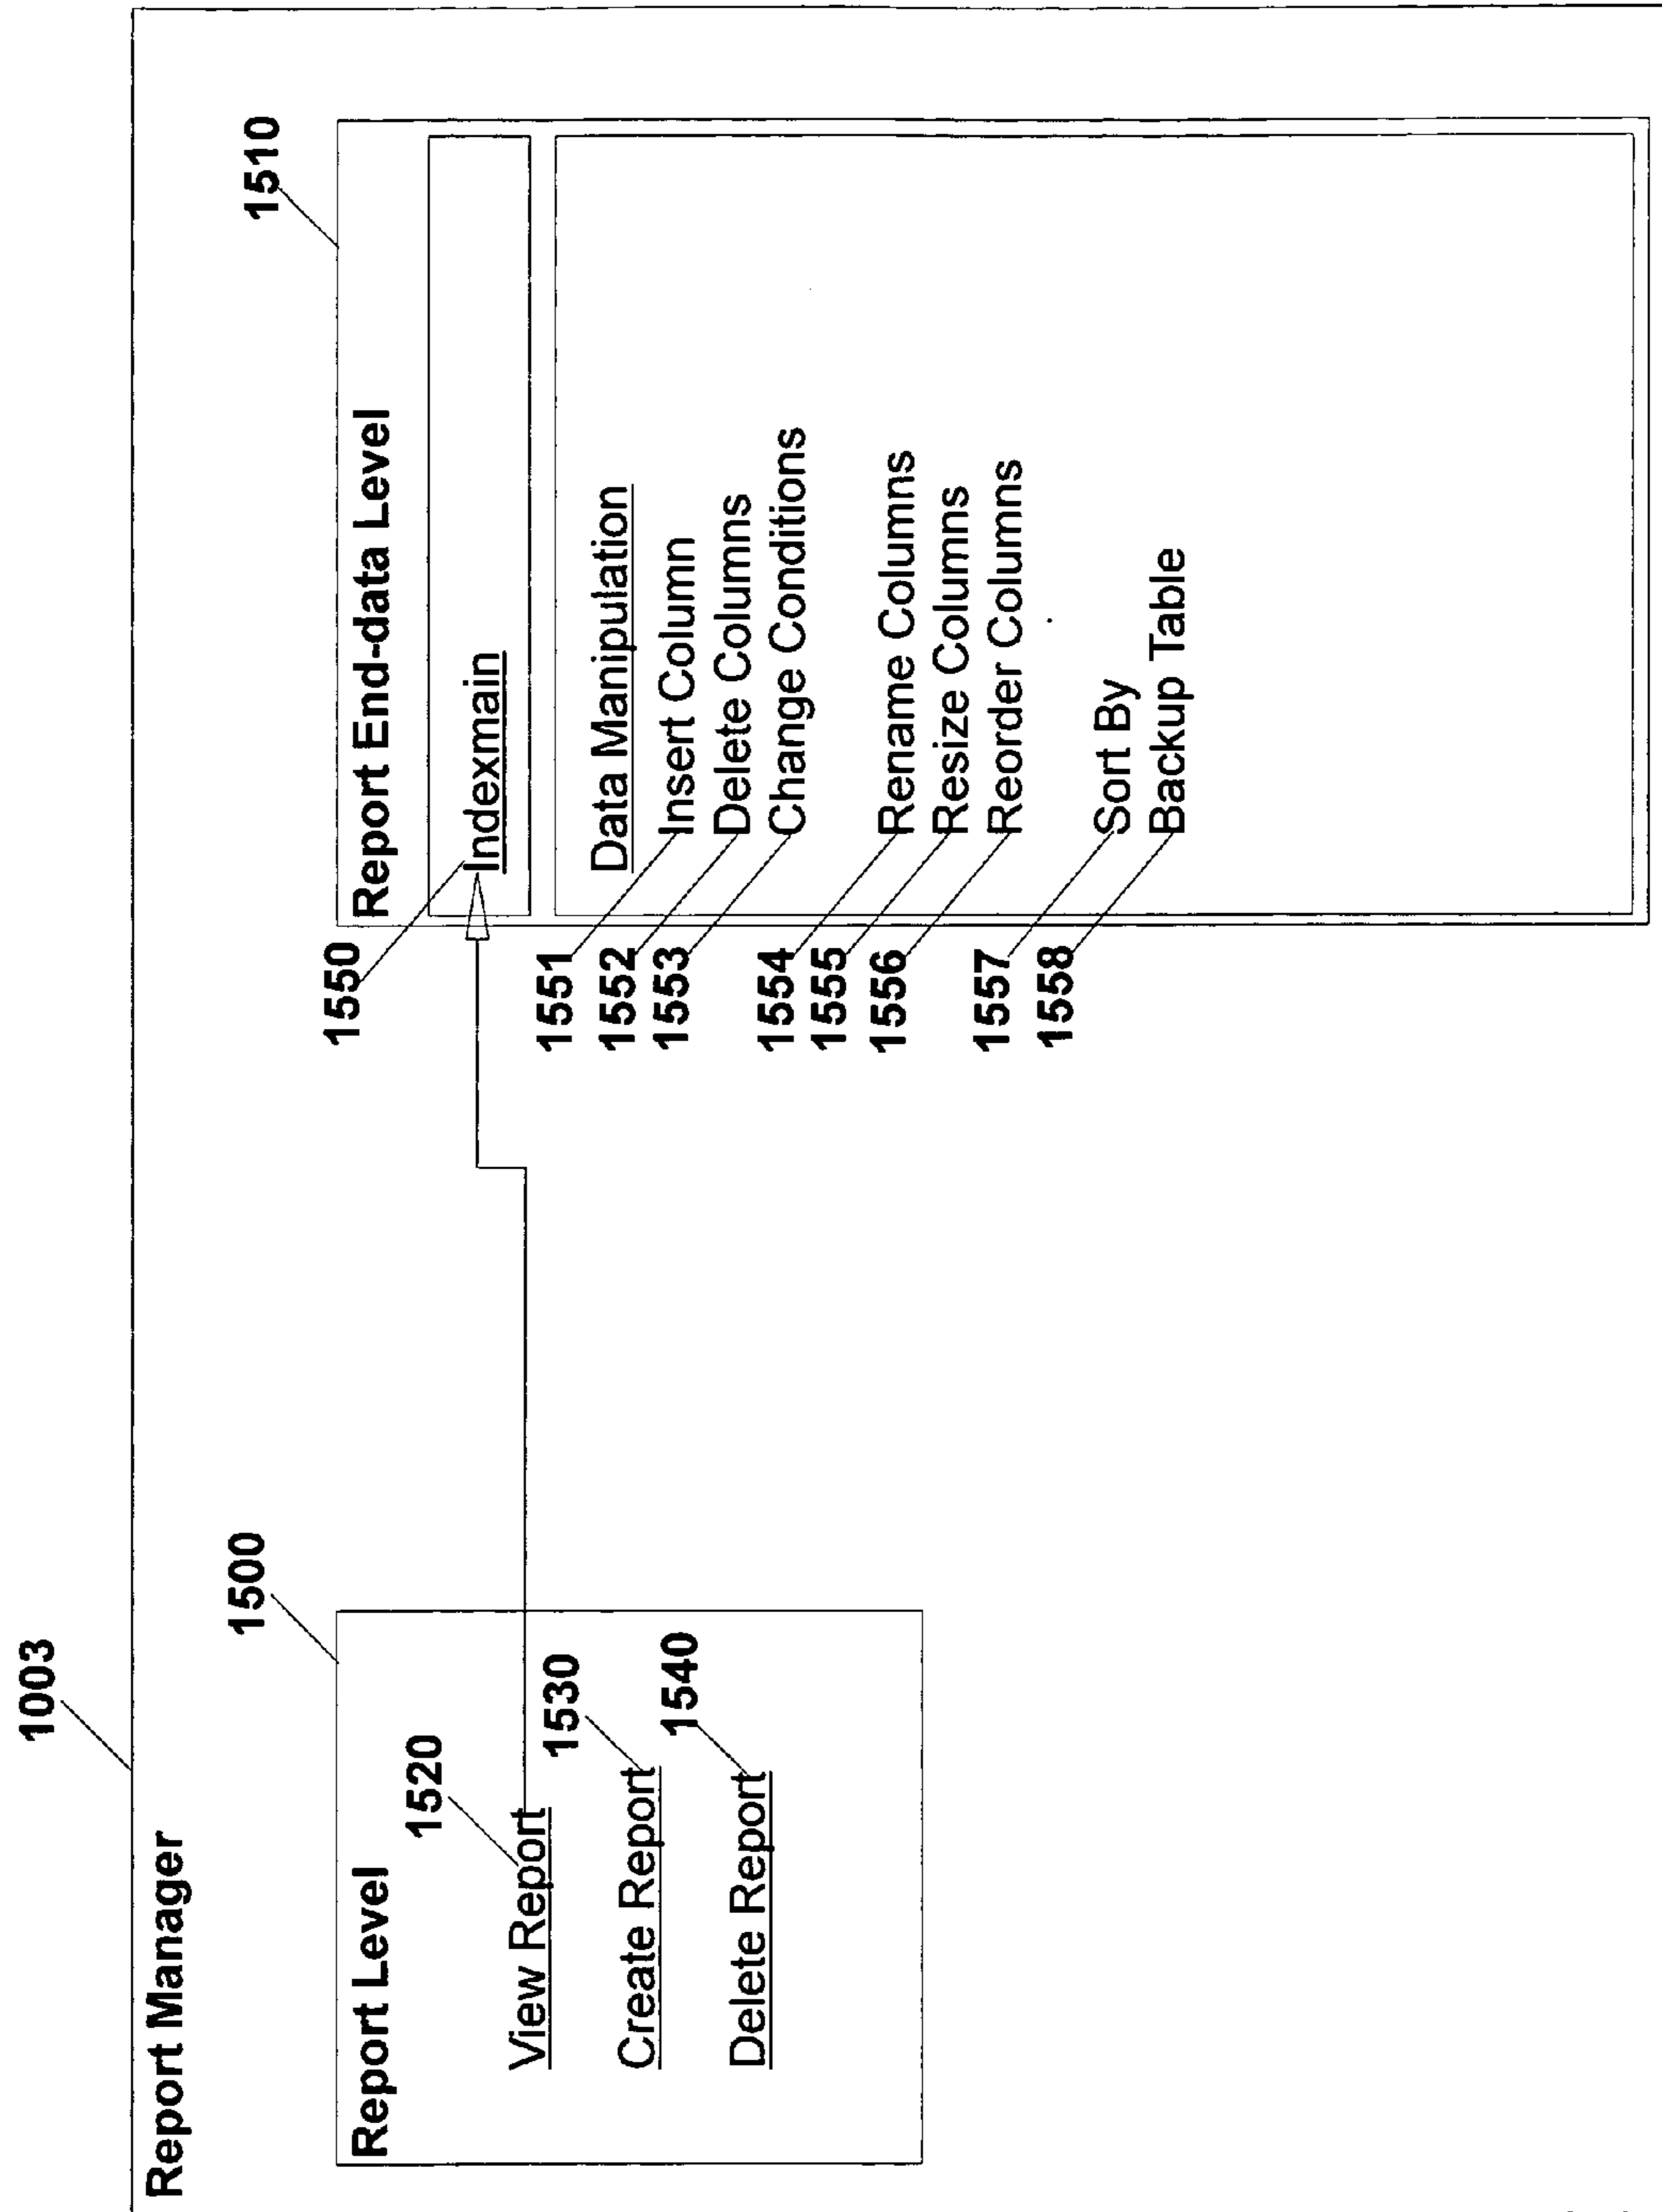 1003
Report Manager
1500
Report Level
1520
View Report
1530
Create Report
1540
Delete Report
1510
Report End-data Level
1550
Indexmain
Data Manipulation
1551 Insert Column
1552 Delete Columns
1553 Change Conditions
1554 Rename Columns
1555 Resize Columns
1556 Reorder Columns
1557 Sort By
1558 Backup Table